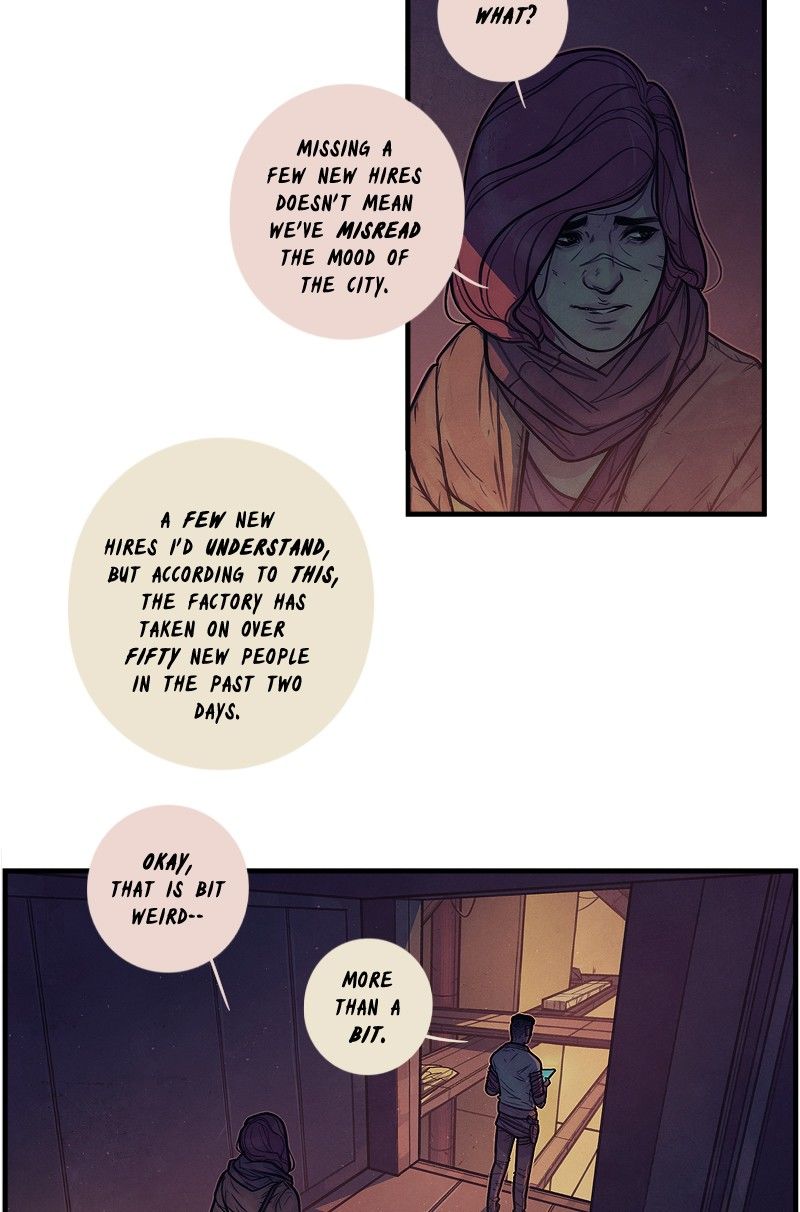 WHAT?
MISSING A
FEW NEW HIRES
DOESN'T MEAN
WE'VE MISREAD
THE MOOD OF
THE CITY.
A FEW NEW
HIRES I'D UNDERSTAND,
BUT ACCORDING TO THIS,
THE FACTORY HAS
TAKEN ON OVER
FIFTY NEW PEOPLE
IN THE PAST TWO
DAYS.
OKAY,
THAT IS BIT
WEIRD--
MORE
THAN A
BIT.